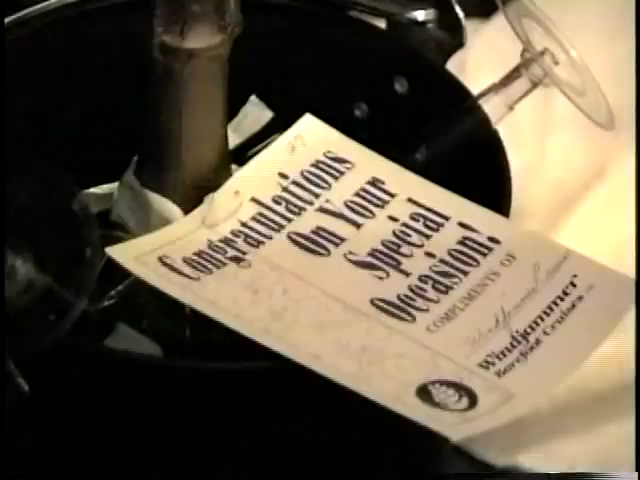 Congratulations
On Your
Special
Occasion!
COMPLIMENTS OF
Windjammer
Barefoot Cruises